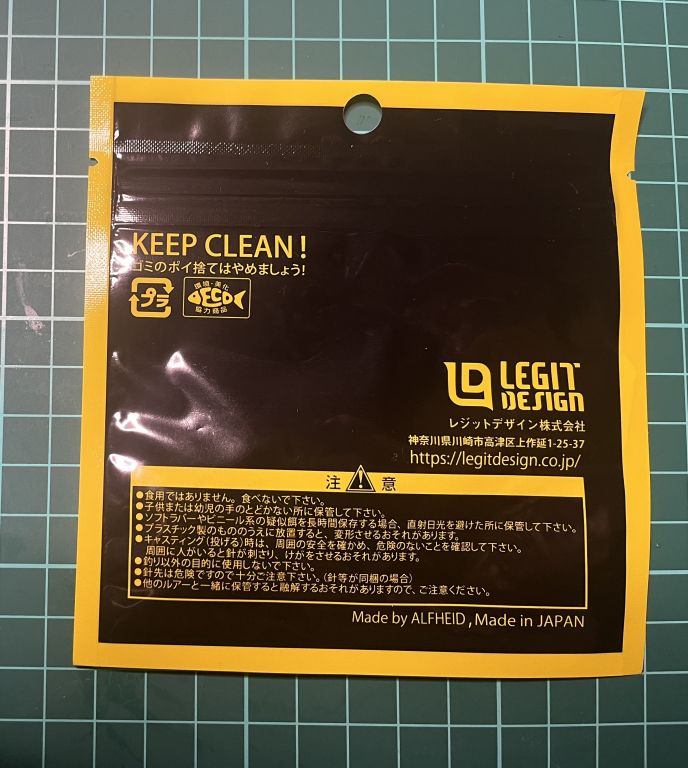 KEEP CLEAN!
ゴミのポイ捨てはやめましょう!
プラ
環境・美化
ECO
協力商品
LEGIT
DESIGN
レジットデザイン株式会社
神奈川県川崎市高津区上作延1-25-37
https://legitdesign.co.jp/
注 ! 意
●食用ではありません。食べないで下さい。
●子供または幼児の手のとどかない所に保管して下さい。
●ソフトラバーやビニール系の疑似餌を長時間保存する場合、直射日光を避けた所に保管して下さい。
●プラスチック製のもののうえに放置すると、変形させるおそれがあります。
●キャスティング(投げる)時は、周囲の安全を確かめ、危険のないことを確認して下さい。
周囲に人がいると針が刺さり、けがをさせるおそれがあります。
●釣り以外の目的に使用しないで下さい。
●針先は危険ですので十分ご注意下さい。(針等が同梱の場合)
●他のルアーと一緒に保管すると融解するおそれがありますので、ご注意ください。
Made by ALFHEID, Made in JAPAN